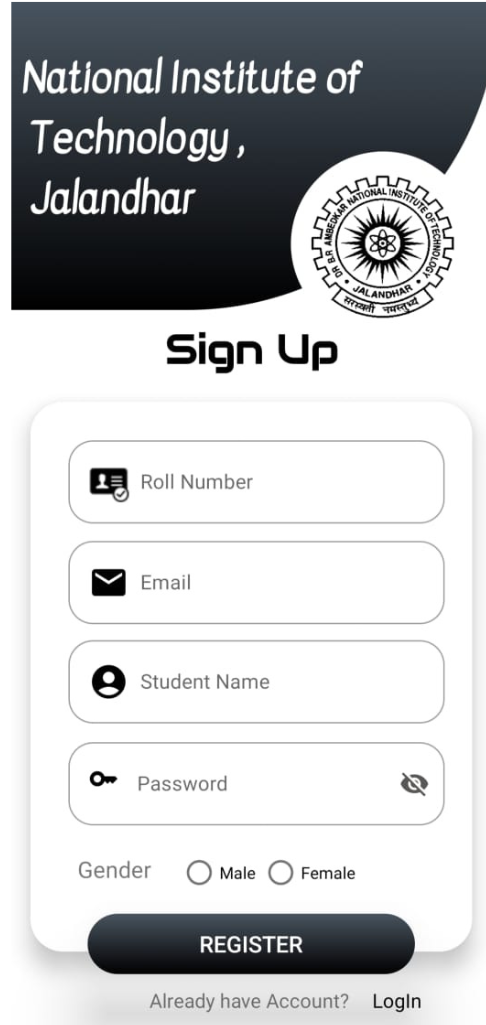 National Institute of
Technology ,
Jalandhar
DR B.R AMBEDKAR NATIONAL INSTITUTE OF TECHNOLOGY
JALANDHAR
सरस्वती नमस्तुभ्यं
Sign Up
Roll Number
Email
Student Name
Password
Gender Male Female
REGISTER
Already have Account? LogIn